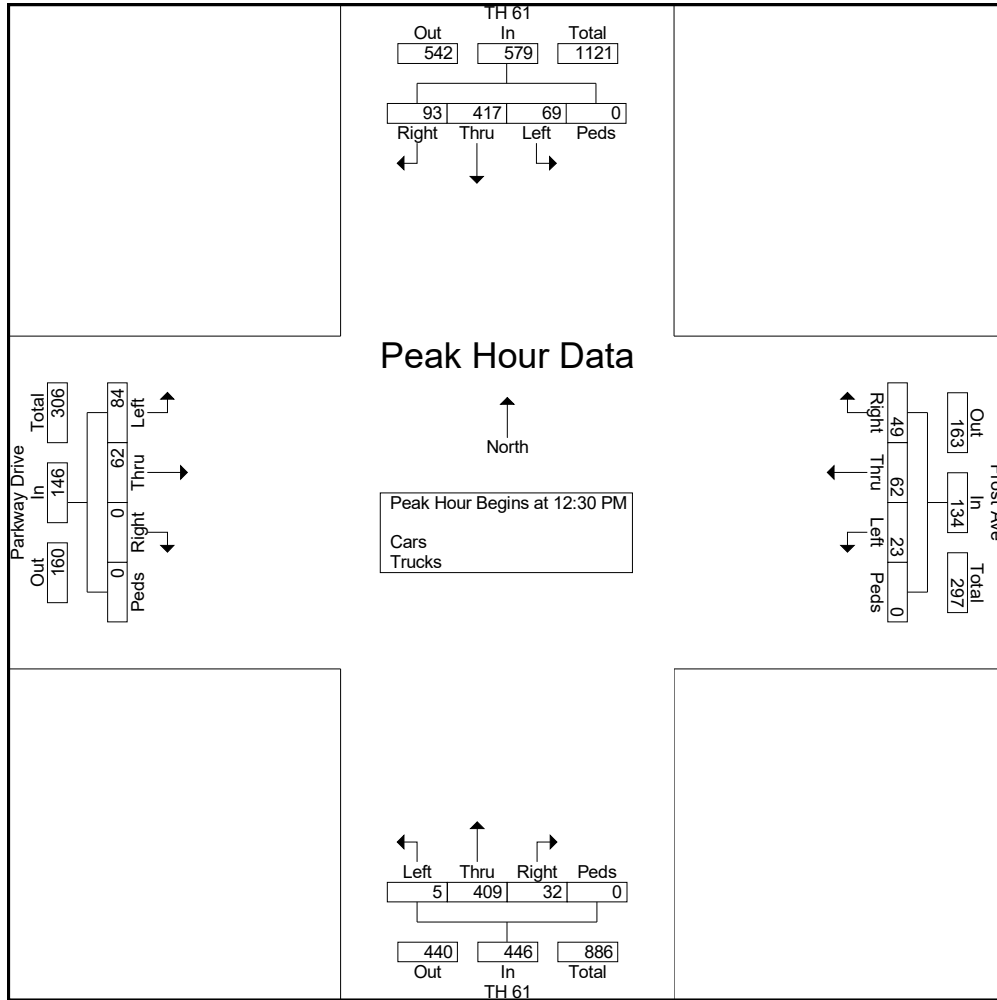 TH 61
Out In Total
542 579 1121
93 417 69 0
Right Thru Left Peds
Peak Hour Data
North
Peak Hour Begins at 12:30 PM
Cars
Trucks
Parkway Drive
Out In Total
160 146 306
84 62 0 0
Left Thru Right Peds
Frost Ave
Out In Total
163 134 297
49 62 23 0
Right Thru Left Peds
Left Thru Right Peds
5 409 32 0
440 446 886
Out In Total
TH 61